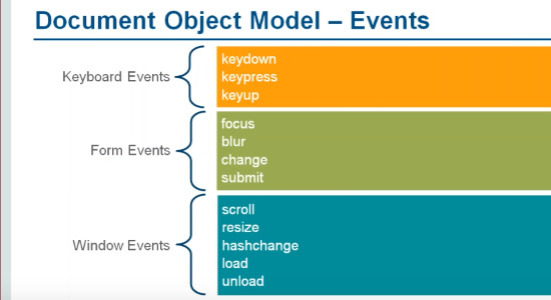 Document Object Model – Events
Keyboard Events
keydown
keypress
keyup
Form Events
focus
blur
change
submit
Window Events
scroll
resize
hashchange
load
unload